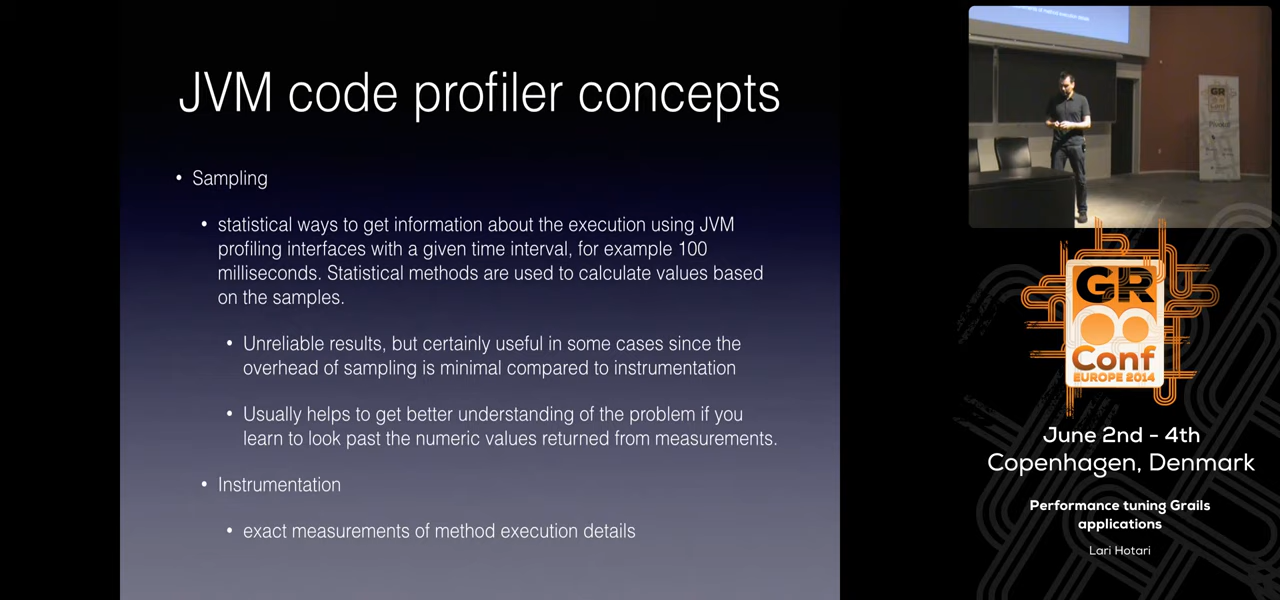 JVM code profiler concepts
• Sampling
• statistical ways to get information about the execution using JVM
profiling interfaces with a given time interval, for example 100
milliseconds. Statistical methods are used to calculate values based
on the samples.
• Unreliable results, but certainly useful in some cases since the
overhead of sampling is minimal compared to instrumentation
• Usually helps to get better understanding of the problem if you
learn to look past the numeric values returned from measurements.
• Instrumentation
• exact measurements of method execution details
GR
Conf
EUROPE 2014
June 2nd - 4th
Copenhagen, Denmark
Performance tuning Grails
applications
Lari Hotari